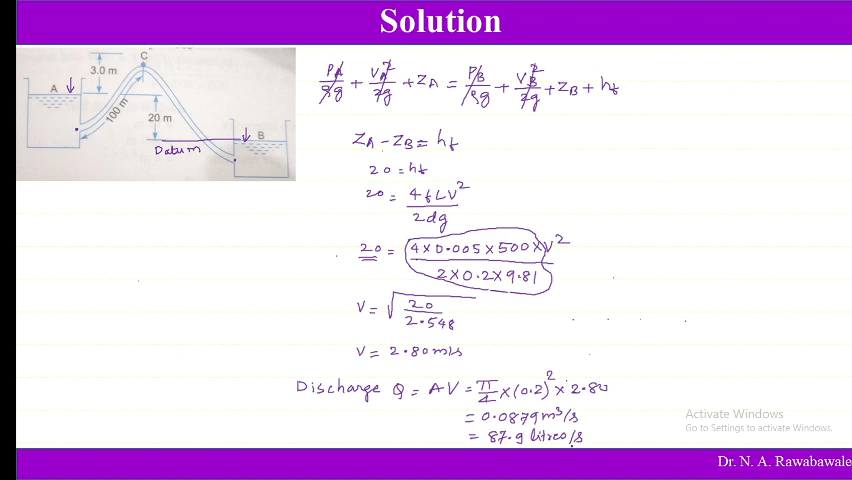 Solution
C
3.0 m
A
100 m
20 m
B
Datum
PA/ρg + VA²/2g + ZA = PB/ρg + VB²/2g + ZB + hf
ZA - ZB = hf
20 = hf
20 = 4fLV²/2dg
20 = 4×0.005×500×V²/2×0.2×9.81
V = √20/2.548
V = 2.80 m/s
Discharge Q = AV = π/4 × (0.2)² × 2.80
= 0.0879 m³/s
= 87.9 litres/s
Activate Windows
Go to Settings to activate Windows.
Dr. N. A. Rawabawale